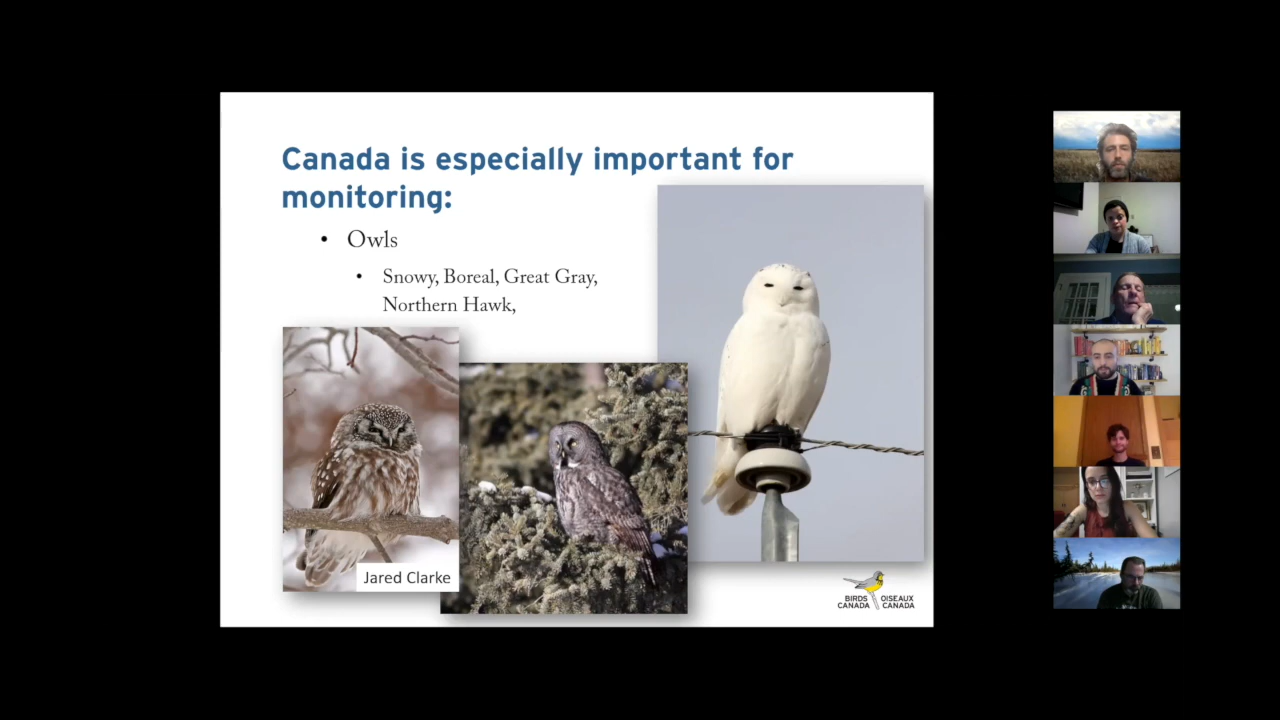 Canada is especially important for
monitoring:
• Owls
• Snowy, Boreal, Great Gray,
Northern Hawk,
Jared Clarke
BIRDS OISEAUX
CANADA CANADA